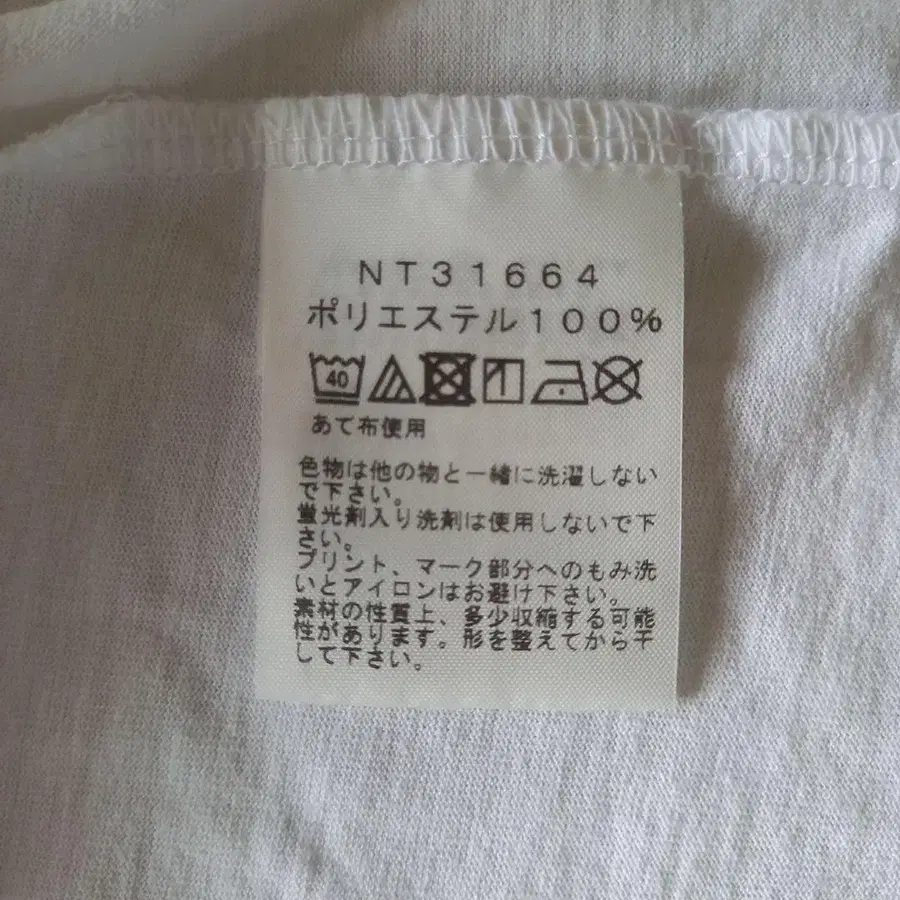 NT31664
ポリエステル100%
40
あて布使用
色物は他の物と一緒に洗濯しない
で下さい。
蛍光剤入り洗剤は使用しないで下
さい。
プリント、マーク部分へのもみ洗
いとアイロンはお避け下さい。
素材の性質上、多少収縮する可能
性があります。形を整えてから干
して下さい。